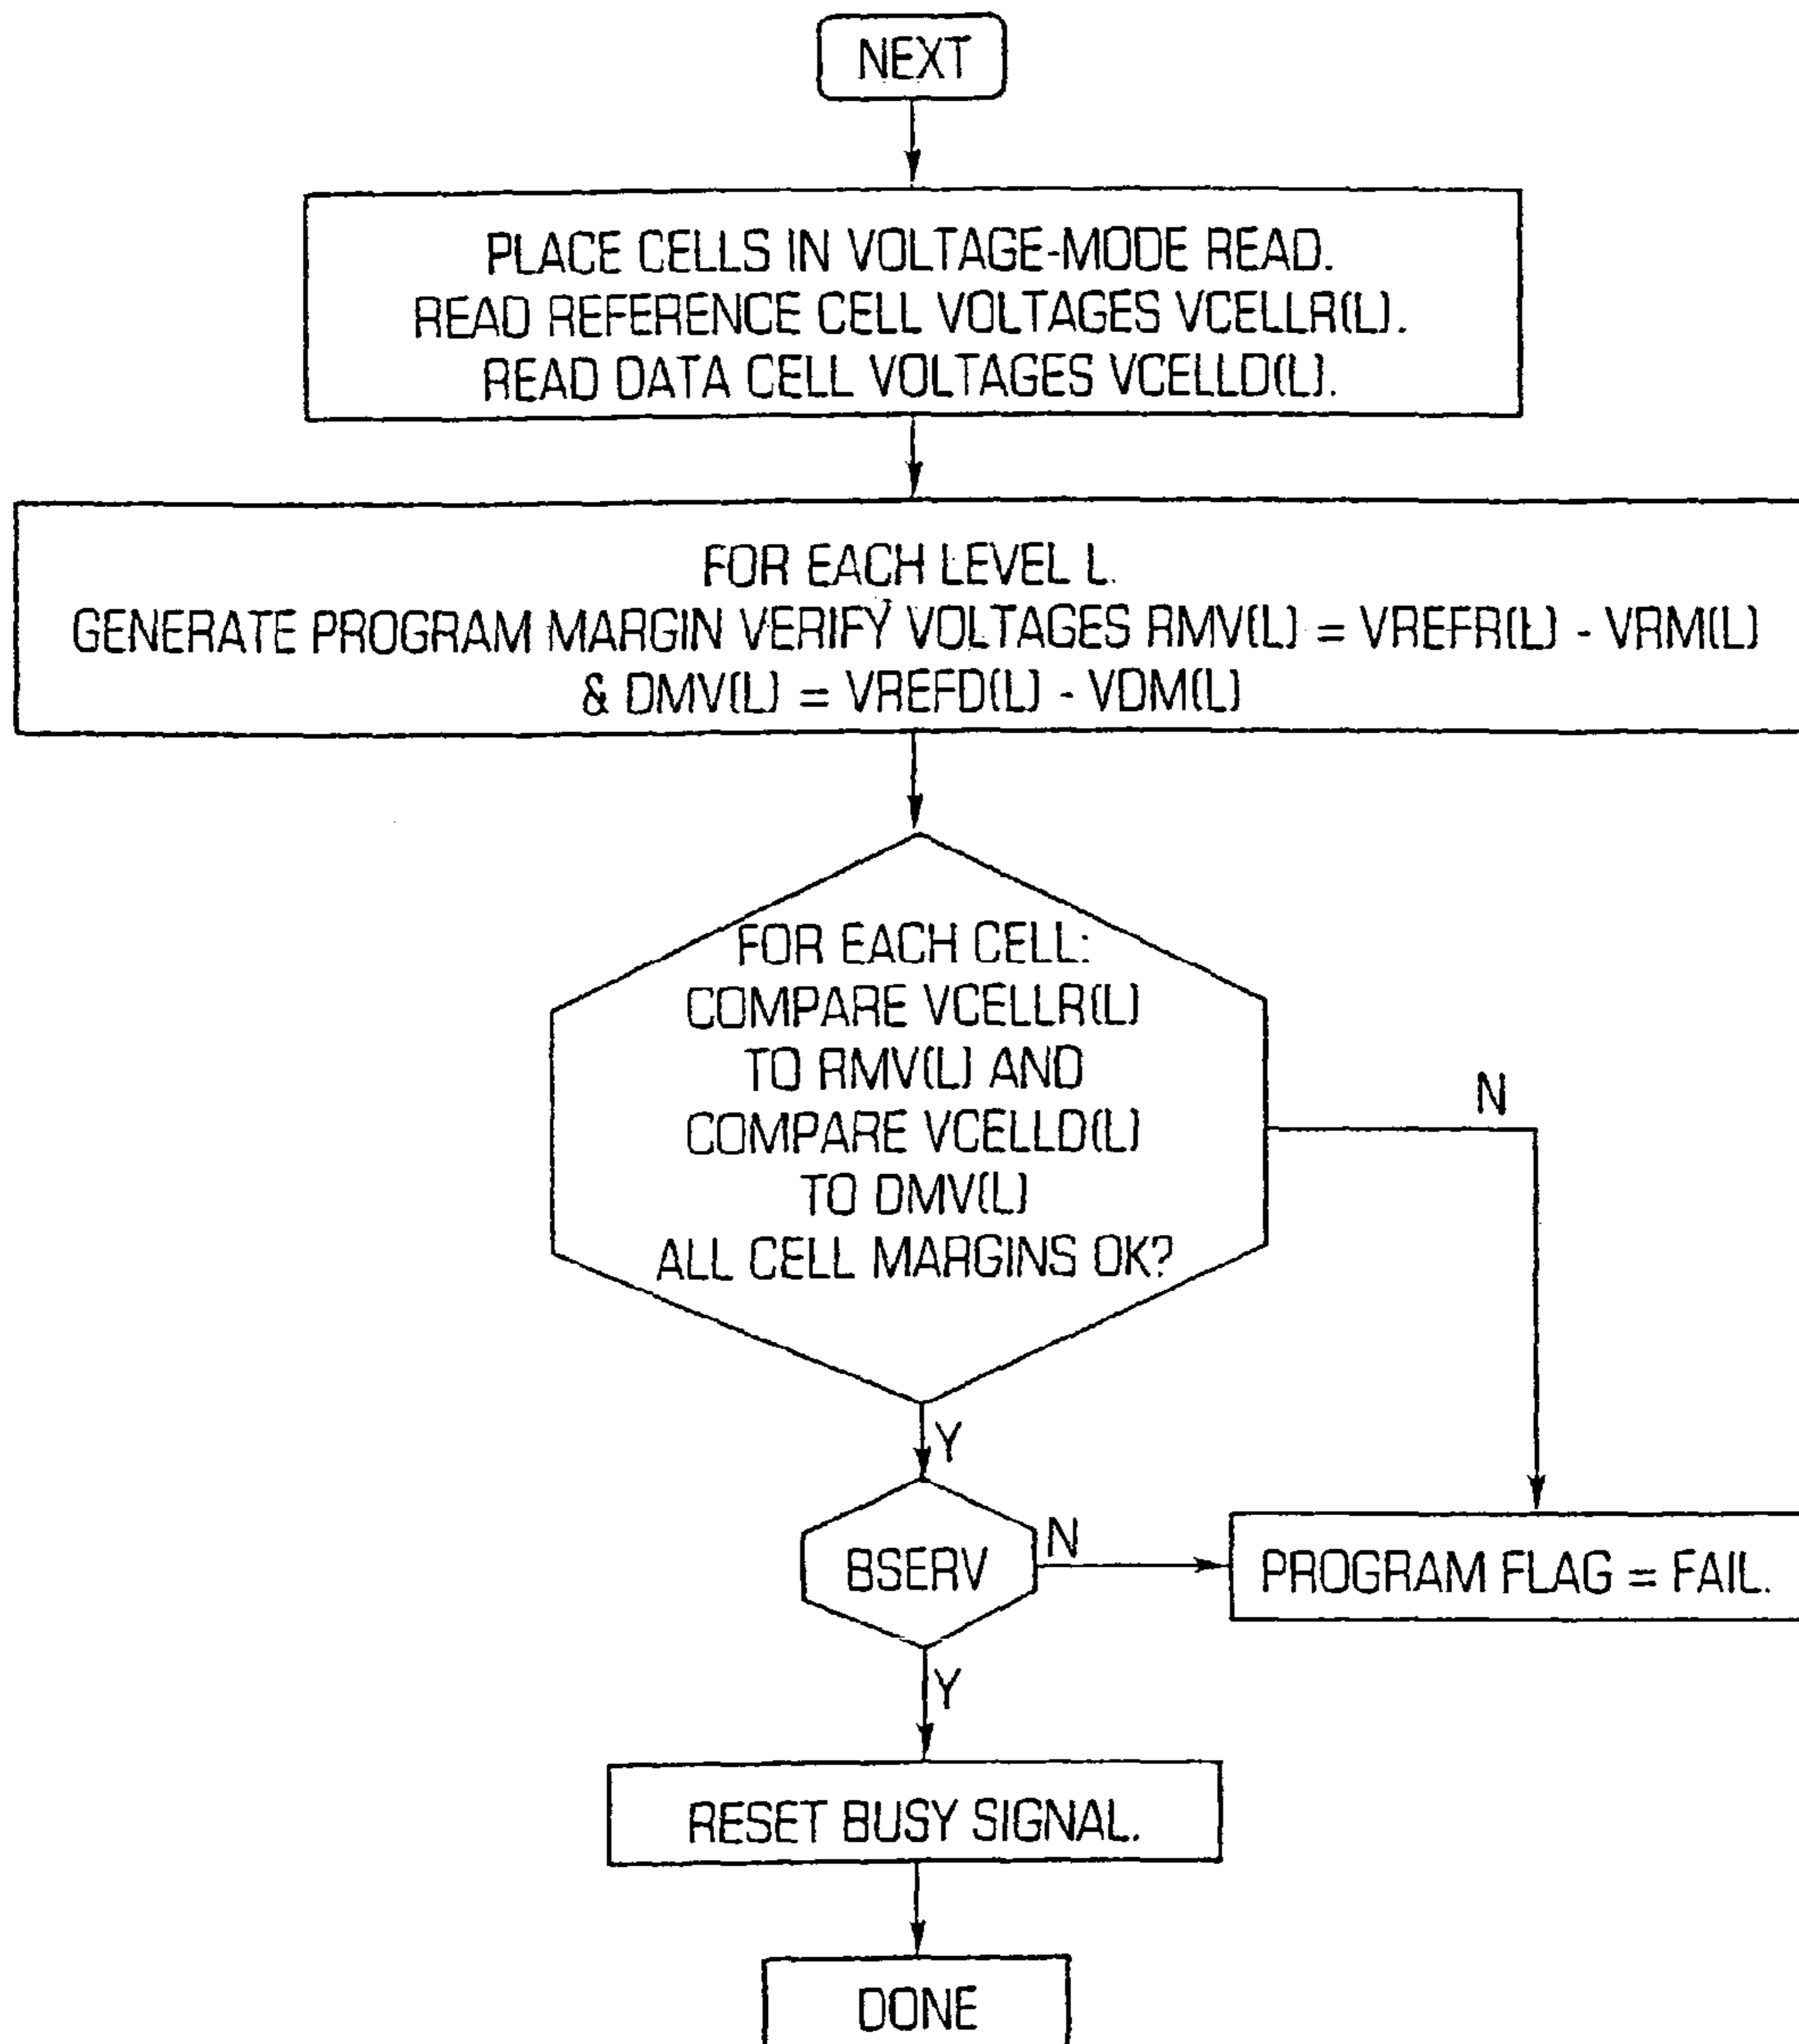 NEXT
PLACE CELLS IN VOLTAGE-MODE READ.
READ REFERENCE CELL VOLTAGES VCELLR(L).
READ DATA CELL VOLTAGES VCELLD(L).
FOR EACH LEVEL L.
GENERATE PROGRAM MARGIN VERIFY VOLTAGES RMV(L) = VREFR(L) - VRM(L)
& DMV(L) = VREFD(L) - VDM(L)
FOR EACH CELL:
COMPARE VCELLR(L)
TO RMV(L) AND
COMPARE VCELLD(L)
TO DMV(L)
ALL CELL MARGINS OK?
N
Y
BSERV
N
PROGRAM FLAG = FAIL.
Y
RESET BUSY SIGNAL.
DONE